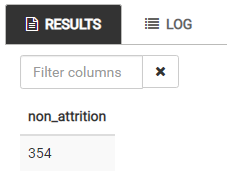 RESULTS LOG
Filter columns
non_attrition
354